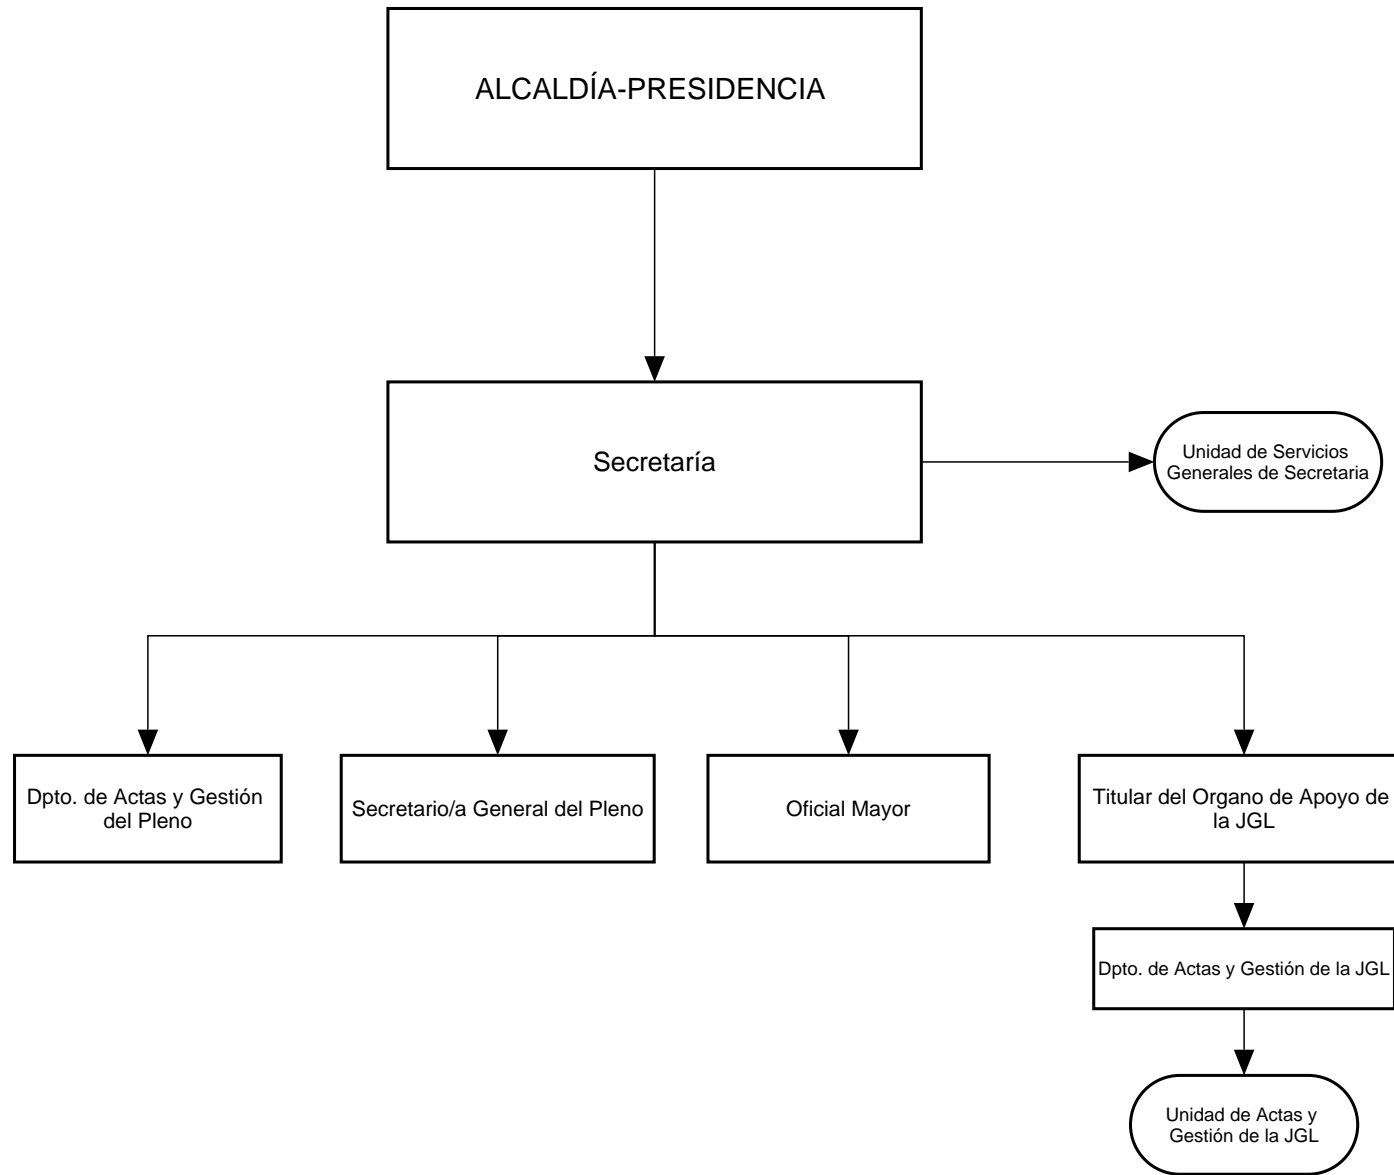 ALCALDÍA-PRESIDENCIA
Secretaría
Unidad de Servicios
Generales de Secretaria
Dpto. de Actas y Gestión
del Pleno
Secretario/a General del Pleno
Oficial Mayor
Titular del Organo de Apoyo de
la JGL
Dpto. de Actas y Gestión de la JGL
Unidad de Actas y
Gestión de la JGL